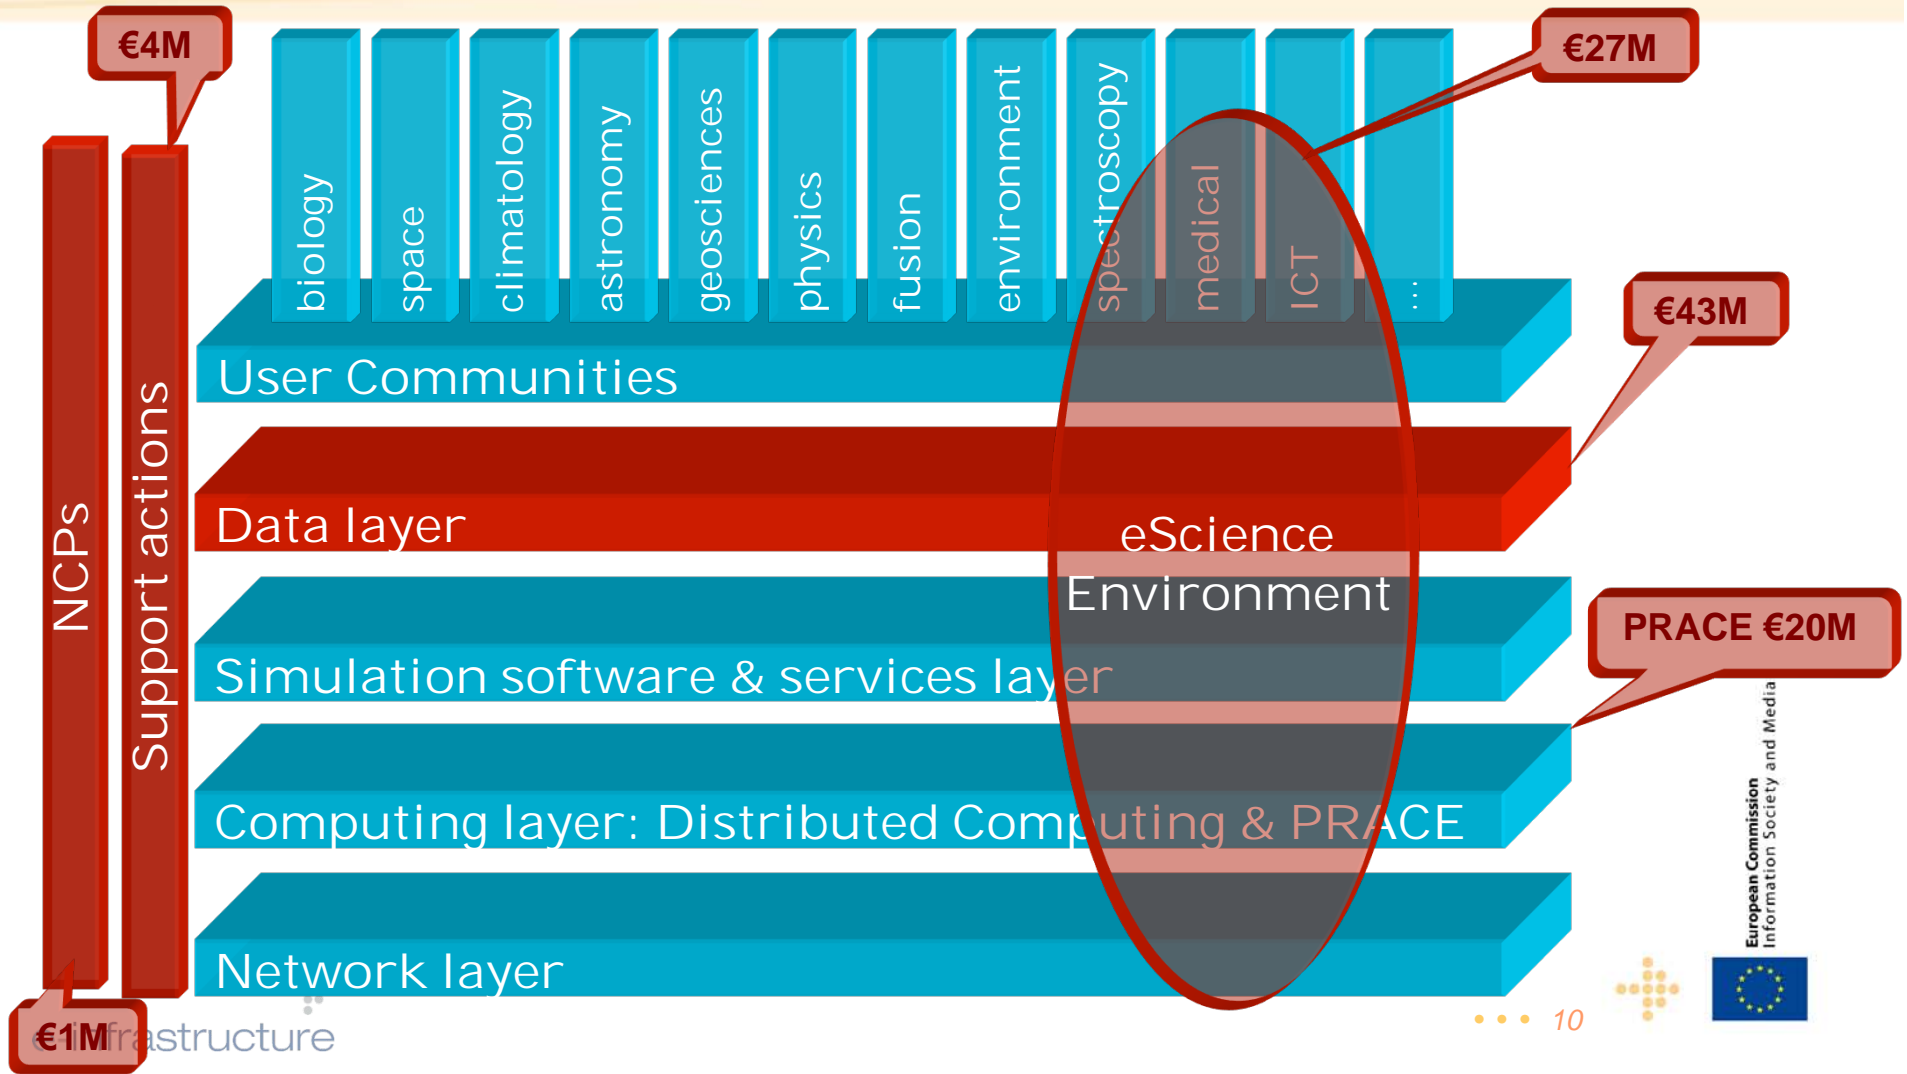 €4M
€27M
biology
space
climatology
astronomy
geosciences
physics
fusion
environment
spectroscopy
medical
ICT
...
€43M
User Communities
NCPs
Support actions
Data layer
eScience
Environment
PRACE €20M
Simulation software & services layer
Computing layer: Distributed Computing & PRACE
Network layer
European Commission
Information Society and Media
€1M
e-infrastructure
10